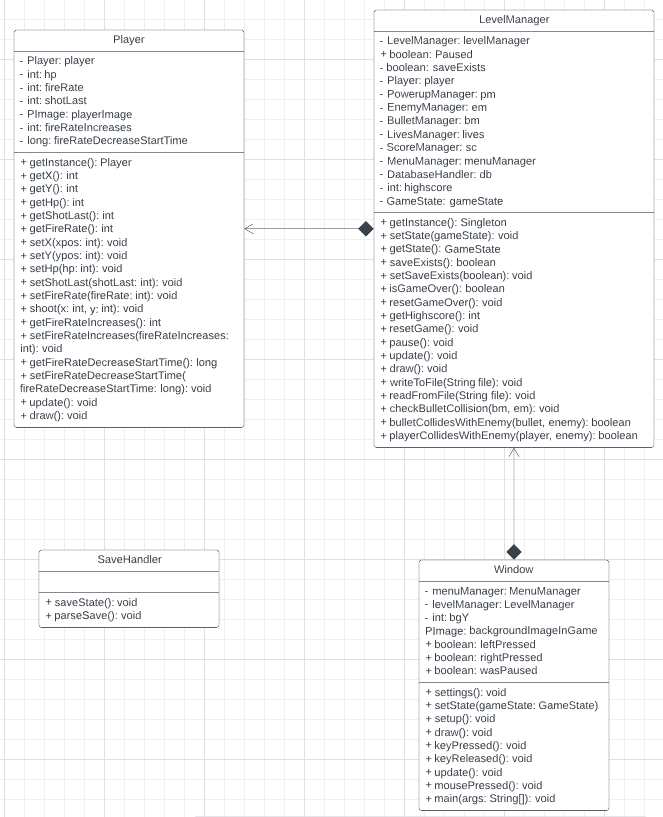 Player
- Player: player
- int: hp
- int: fireRate
- int: shotLast
- PImage: playerImage
- int: fireRateIncreases
- long: fireRateDecreaseStartTime
+ getInstance(): Player
+ getX(): int
+ getY(): int
+ getHp(): int
+ getShotLast(): int
+ getFireRate(): int
+ setX(xpos: int): void
+ setY(ypos: int): void
+ setHp(hp: int): void
+ setShotLast(shotLast: int): void
+ setFireRate(fireRate: int): void
+ shoot(x: int, y: int): void
+ getFireRateIncreases(): int
+ setFireRateIncreases(fireRateIncreases:
int): void
+ getFireRateDecreaseStartTime(): long
+ setFireRateDecreaseStartTime(
fireRateDecreaseStartTime: long): void
+ update(): void
+ draw(): void
LevelManager
- LevelManager: levelManager
+ boolean: Paused
- boolean: saveExists
- Player: player
- PowerupManager: pm
- EnemyManager: em
- BulletManager: bm
- LivesManager: lives
- ScoreManager: sc
- MenuManager: menuManager
- DatabaseHandler: db
- int: highscore
- GameState: gameState
+ getInstance(): Singleton
+ setState(gameState): void
+ getState(): GameState
+ saveExists(): boolean
+ setSaveExists(boolean): void
+ isGameOver(): boolean
+ resetGameOver(): void
+ getHighscore(): int
+ resetGame(): void
+ pause(): void
+ update(): void
+ draw(): void
+ writeToFile(String file): void
+ readFromFile(String file): void
+ checkBulletCollision(bm, em): void
+ bulletCollidesWithEnemy(bullet, enemy): boolean
+ playerCollidesWithEnemy(player, enemy): boolean
SaveHandler
+ saveState(): void
+ parseSave(): void
Window
- menuManager: MenuManager
- levelManager: LevelManager
- int: bgY
PImage: backgroundImageInGame
+ boolean: leftPressed
+ boolean: rightPressed
+ boolean: wasPaused
+ settings(): void
+ setState(gameState: GameState)
+ setup(): void
+ draw(): void
+ keyPressed(): void
+ keyReleased(): void
+ update(): void
+ mousePressed(): void
+ main(args: String[]): void